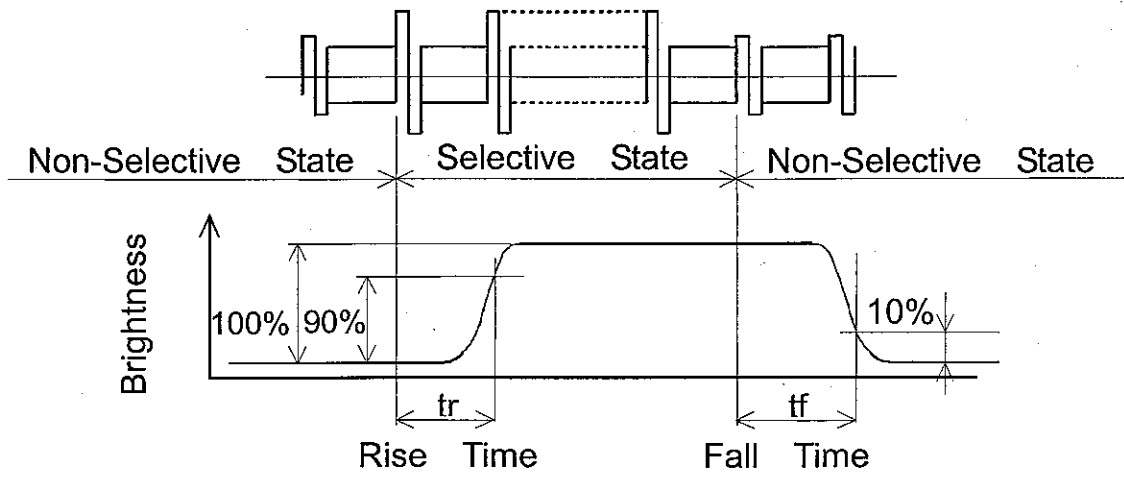 Non-Selective State Selective State Non-Selective State
Brightness
100% 90% 10%
tr tf
Rise Time Fall Time